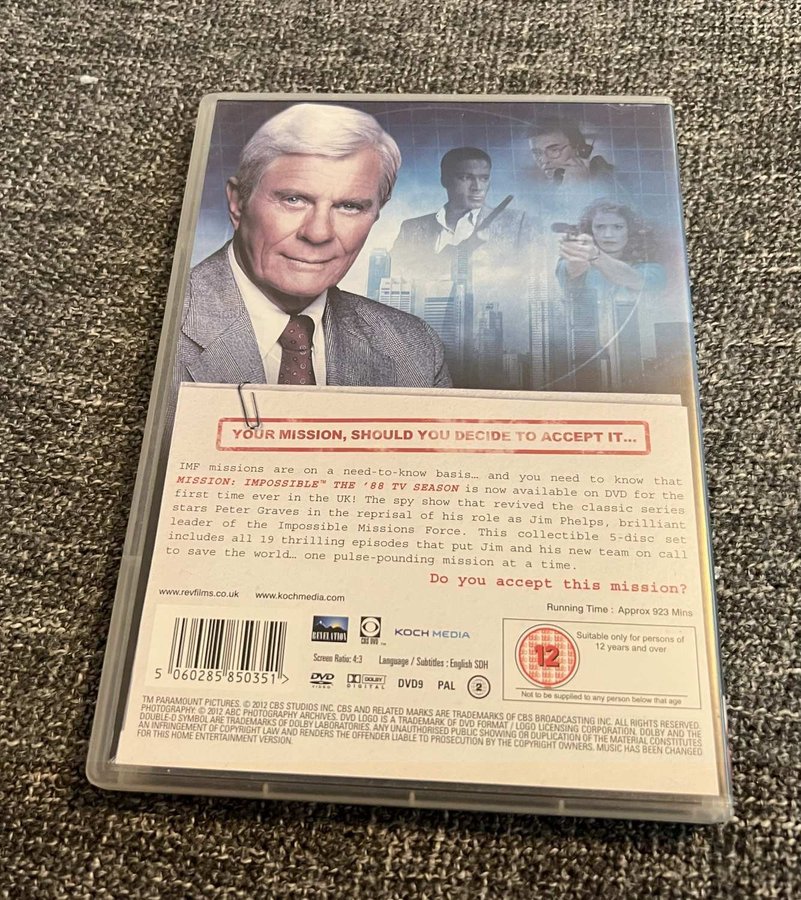 YOUR MISSION, SHOULD YOU DECIDE TO ACCEPT IT...
IMF missions are on a need-to-know basis… and you need to know that
MISSION: IMPOSSIBLE™ THE '88 TV SEASON is now available on DVD for the
first time ever in the UK! The spy show that revived the classic series
stars Peter Graves in the reprisal of his role as Jim Phelps, brilliant
leader of the Impossible Missions Force. This collectible 5-disc set
includes all 19 thrilling episodes that put Jim and his new team on call
to save the world… one pulse-pounding mission at a time.
Do you accept this mission?
www.revfilms.co.uk www.kochmedia.com
Running Time : Approx 923 Mins
5 060285 850351 >
REVELATION
CBS DVD
KOCH MEDIA
Screen Ratio: 4:3 Language / Subtitles : English SDH
DVD VIDEO DOLBY DIGITAL DVD9 PAL 2
12
Suitable only for persons of
12 years and over
Not to be supplied to any person below that age
TM PARAMOUNT PICTURES. © 2012 CBS STUDIOS INC. CBS AND RELATED MARKS ARE TRADEMARKS OF CBS BROADCASTING INC. ALL RIGHTS RESERVED.
PHOTOGRAPHY: © 2012 ABC PHOTOGRAPHY ARCHIVES. DVD LOGO IS A TRADEMARK OF DVD FORMAT / LOGO LICENSING CORPORATION. DOLBY AND THE
DOUBLE-D SYMBOL ARE TRADEMARKS OF DOLBY LABORATORIES. ANY UNAUTHORISED PUBLIC SHOWING OR DUPLICATION OF THE MATERIAL CONSTITUTES
AN INFRINGEMENT OF COPYRIGHT LAW AND RENDERS THE OFFENDER LIABLE TO PROSECUTION BY THE COPYRIGHT OWNERS. MUSIC HAS BEEN CHANGED
FOR THIS HOME ENTERTAINMENT VERSION.